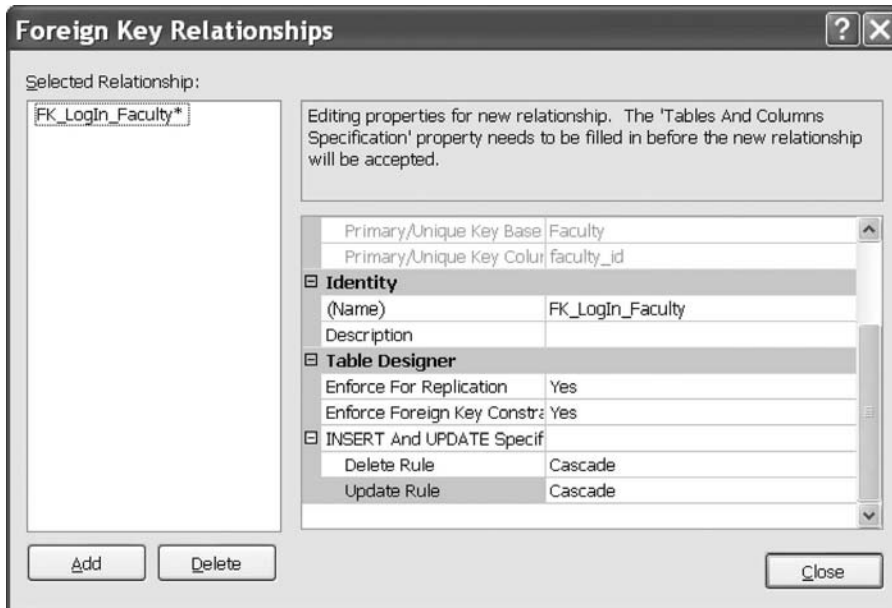 Foreign Key Relationships
Selected Relationship:
FK_LogIn_Faculty*
Editing properties for new relationship. The 'Tables And Columns
Specification' property needs to be filled in before the new relationship
will be accepted.
Primary/Unique Key Base Faculty
Primary/Unique Key Colur faculty_id
Identity
(Name) FK_LogIn_Faculty
Description
Table Designer
Enforce For Replication Yes
Enforce Foreign Key Constra Yes
INSERT And UPDATE Specif
Delete Rule Cascade
Update Rule Cascade
Add Delete Close